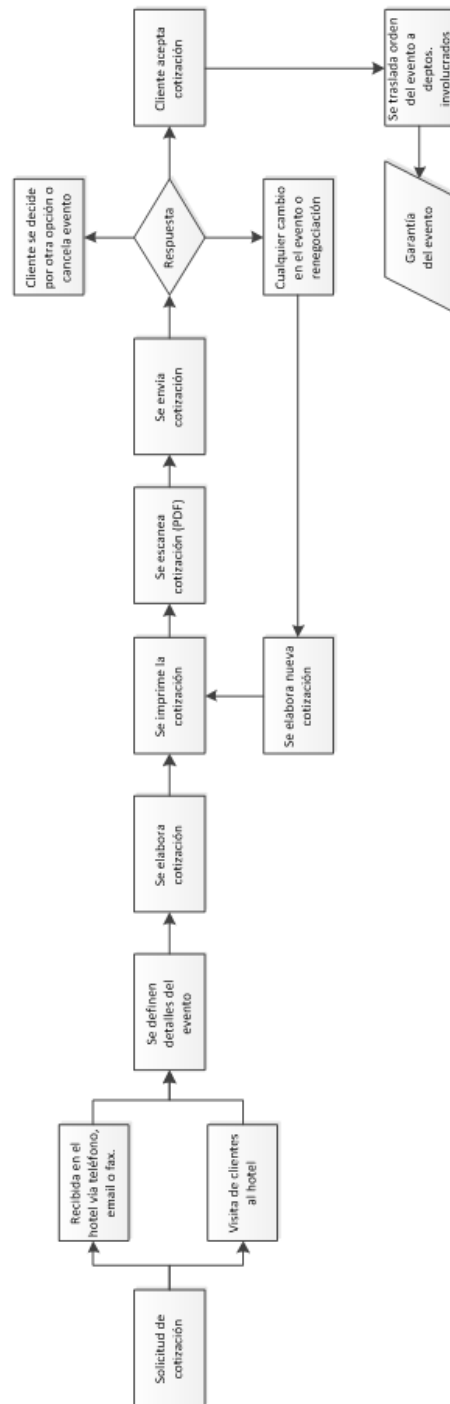 Solicitud de
cotización
Recibida en el
hotel vía teléfono,
email o fax.
Visita de clientes
al hotel
Se definen
detalles del
evento
Se elabora
cotización
Se imprime la
cotización
Se escanea
cotización (PDF)
Se envia
cotización
Respuesta
Cliente se decide
por otra opción o
cancela evento
Cliente acepta
cotización
Cualquier cambio
en el evento o
renegociación
Se elabora nueva
cotización
Se traslada orden
del evento a
deptos.
involucrados.
Garantía
del evento